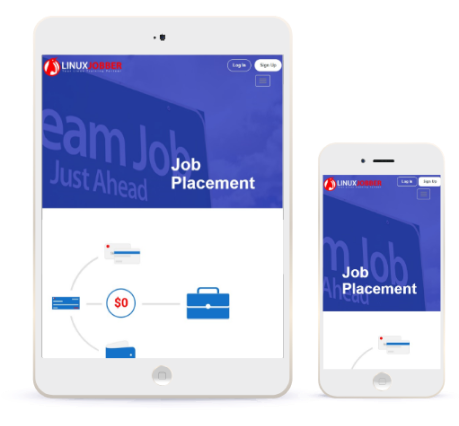 LINUXJOBBER
Log In
Sign Up
eam Job
Just Ahead
Job
Placement
$0
LINUXJOBBER
Log In
Sign Up
m Job
Ahead
Job
Placement